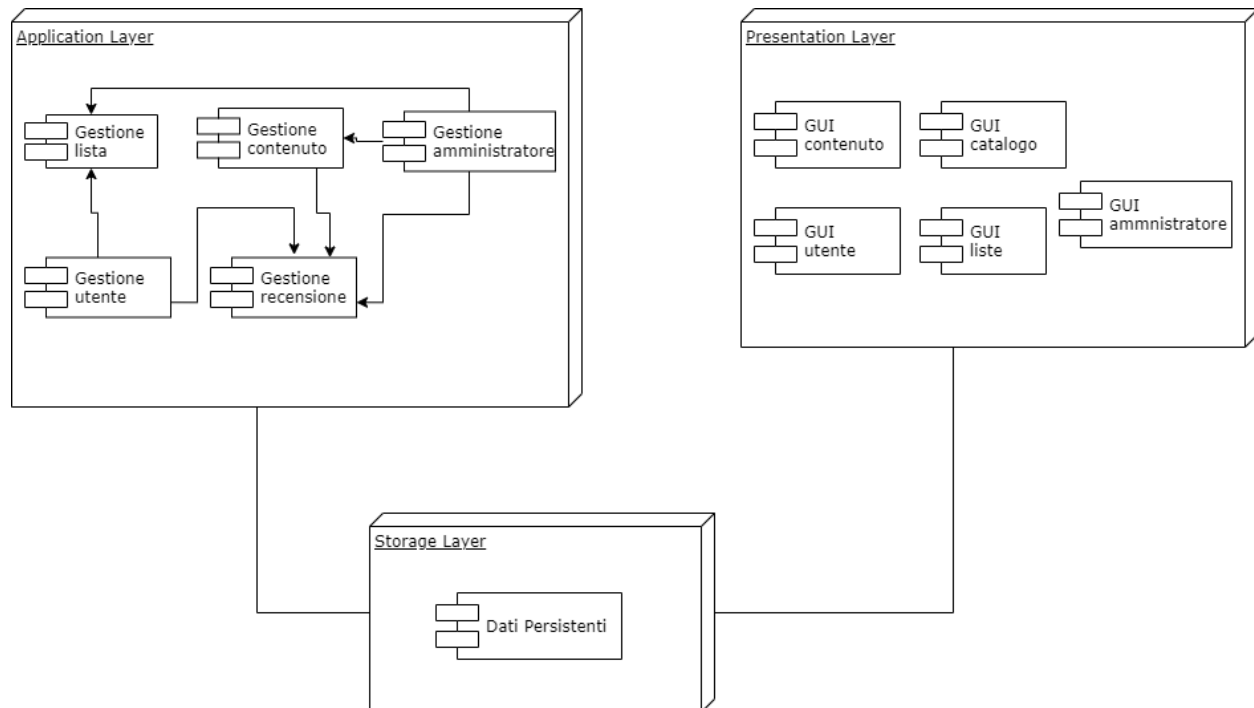 Application Layer
Gestione
lista
Gestione
contenuto
Gestione
amministratore
Gestione
utente
Gestione
recensione
Presentation Layer
GUI
contenuto
GUI
catalogo
GUI
utente
GUI
liste
GUI
ammnistratore
Storage Layer
Dati Persistenti